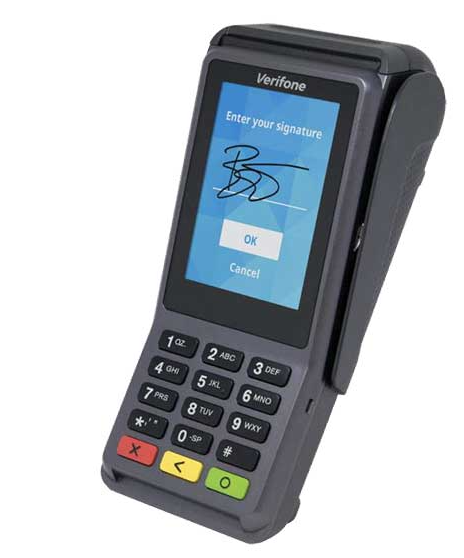 Verifone
Enter your signature
OK
Cancel
1 QZ.
2 ABC
3 DEF
4 GHI
5 JKL
6 MNO
7 PRS
8 TUV
9 WXY
*,'"
0 -SP
#
X
<
O